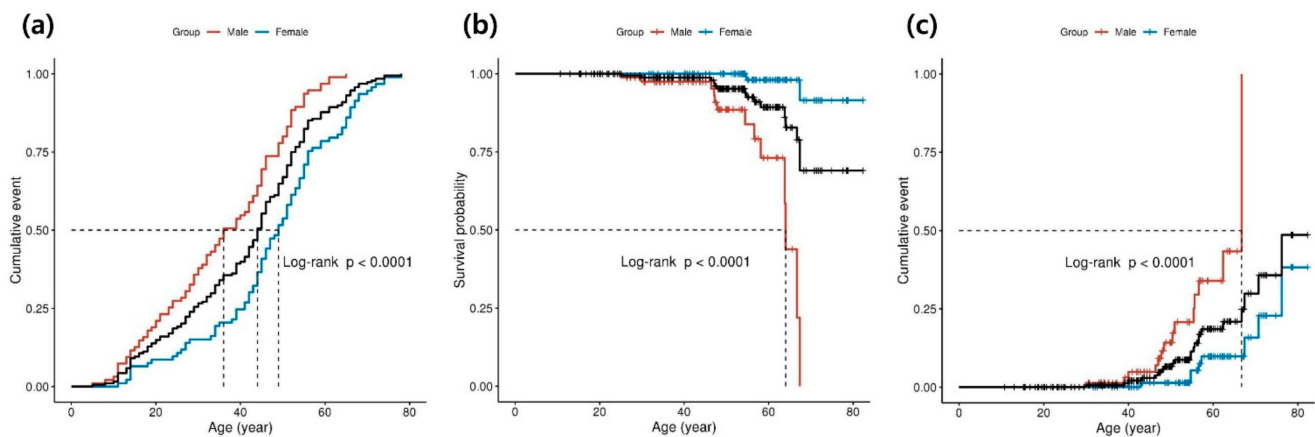 (a)
Group Male Female
1.00
0.75
0.50
0.25
0.00
Cumulative event
Log-rank p < 0.0001
0 20 40 60 80
Age (year)
(b)
Group Male Female
1.00
0.75
0.50
0.25
0.00
Survival probability
Log-rank p < 0.0001
0 20 40 60 80
Age (year)
(c)
Group Male Female
1.00
0.75
0.50
0.25
0.00
Cumulative event
Log-rank p < 0.0001
0 20 40 60 80
Age (year)